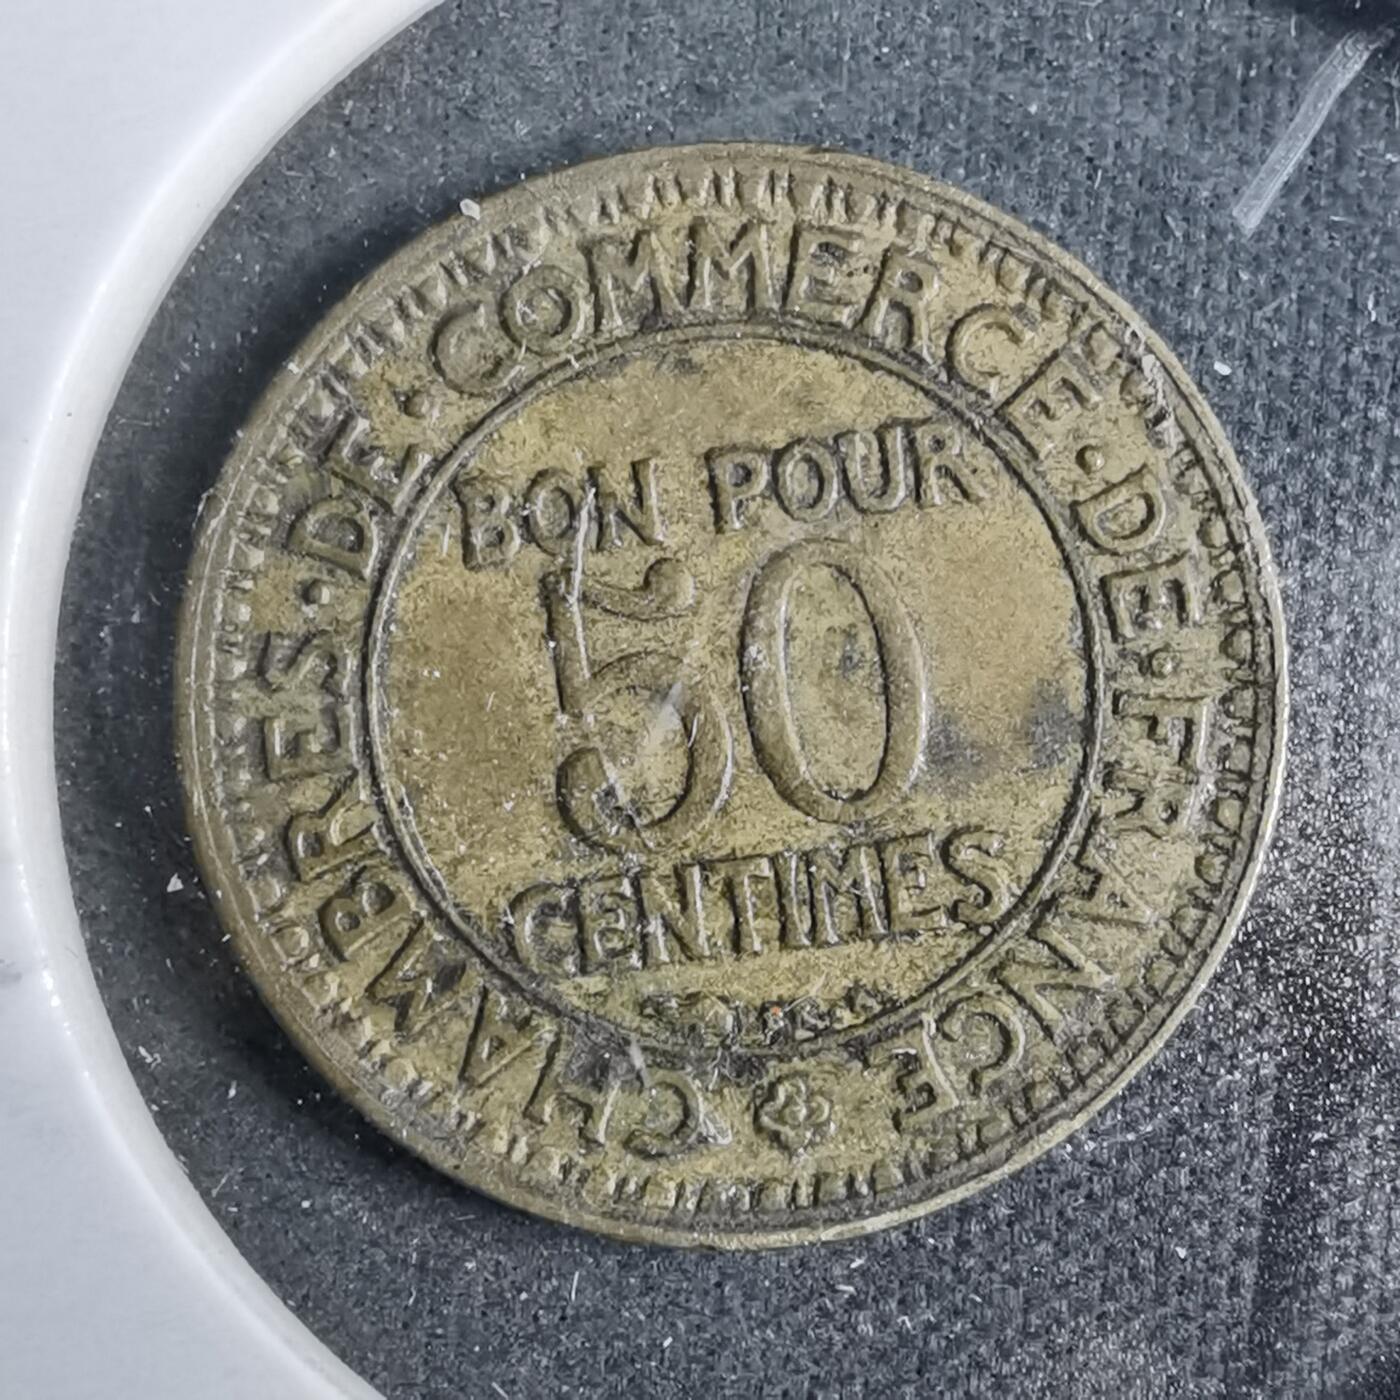 CHAMBRES·DE·COMMERCE·DE·FRANCE
BON POUR
50
CENTIMES